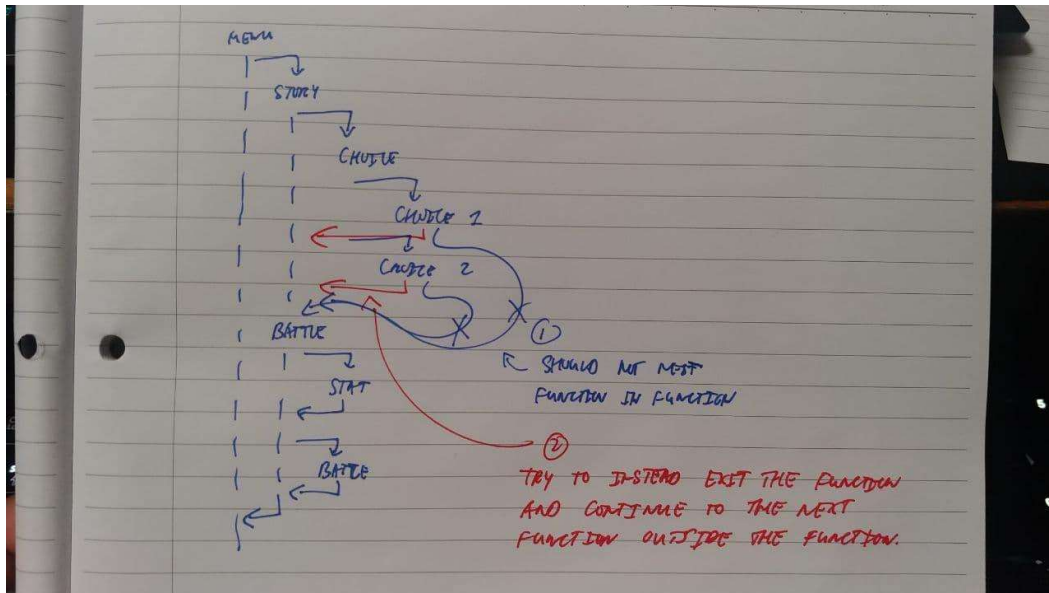 MENU
STORY
CHOICE
CHOICE 1
CHOICE 2
BATTLE
①
SHOULD NOT NEST
FUNCTION IN FUNCTION
STAT
②
BATTLE
TRY TO INSTEAD EXIT THE FUNCTION
AND CONTINUE TO THE NEXT
FUNCTION OUTSIDE THE FUNCTION.